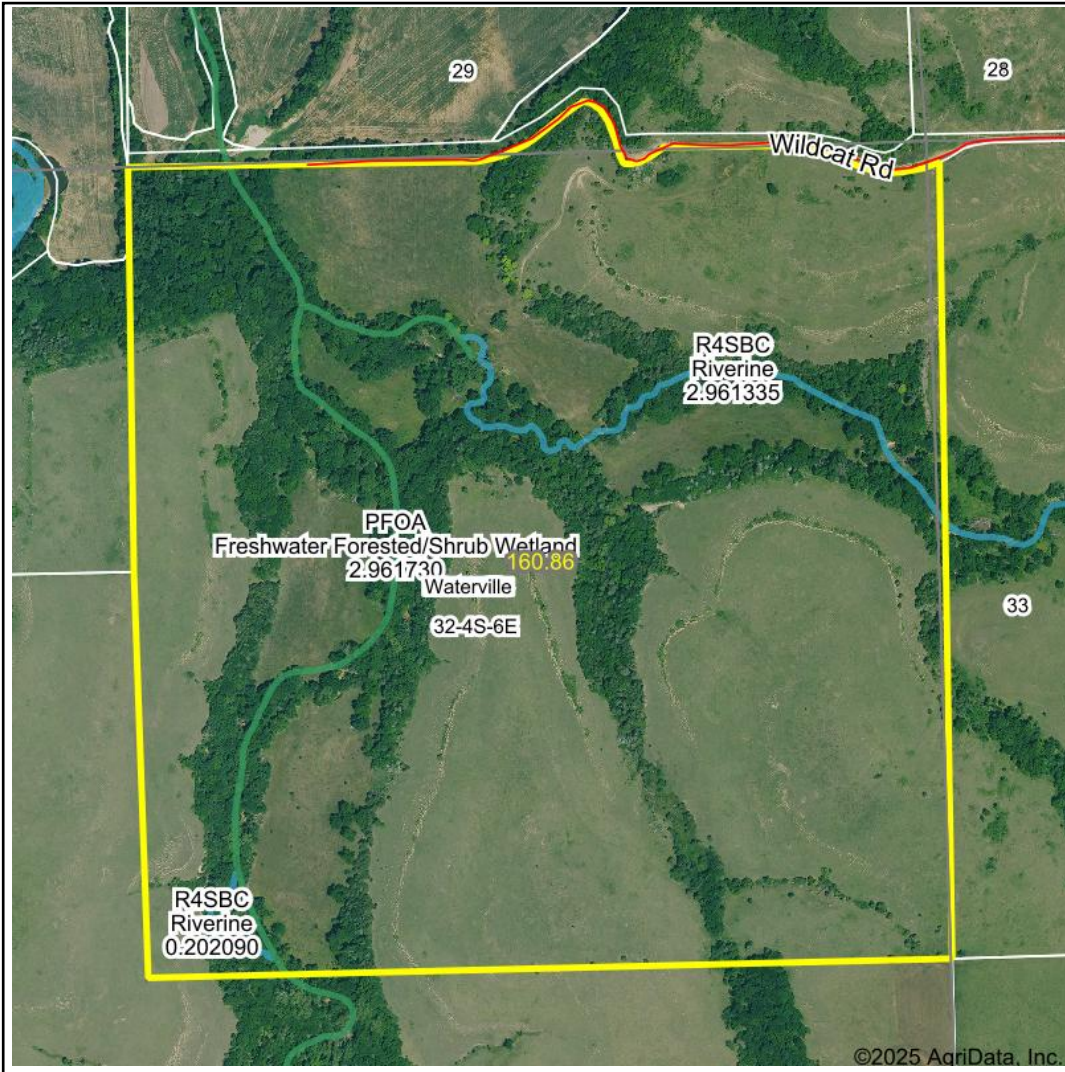 29
28
Wildcat Rd
R4SBC
Riverine
2.961335
PFOA
Freshwater Forested/Shrub Wetland
2.961730
160.86
Waterville
32-4S-6E
33
R4SBC
Riverine
0.202090
©2025 AgriData, Inc.